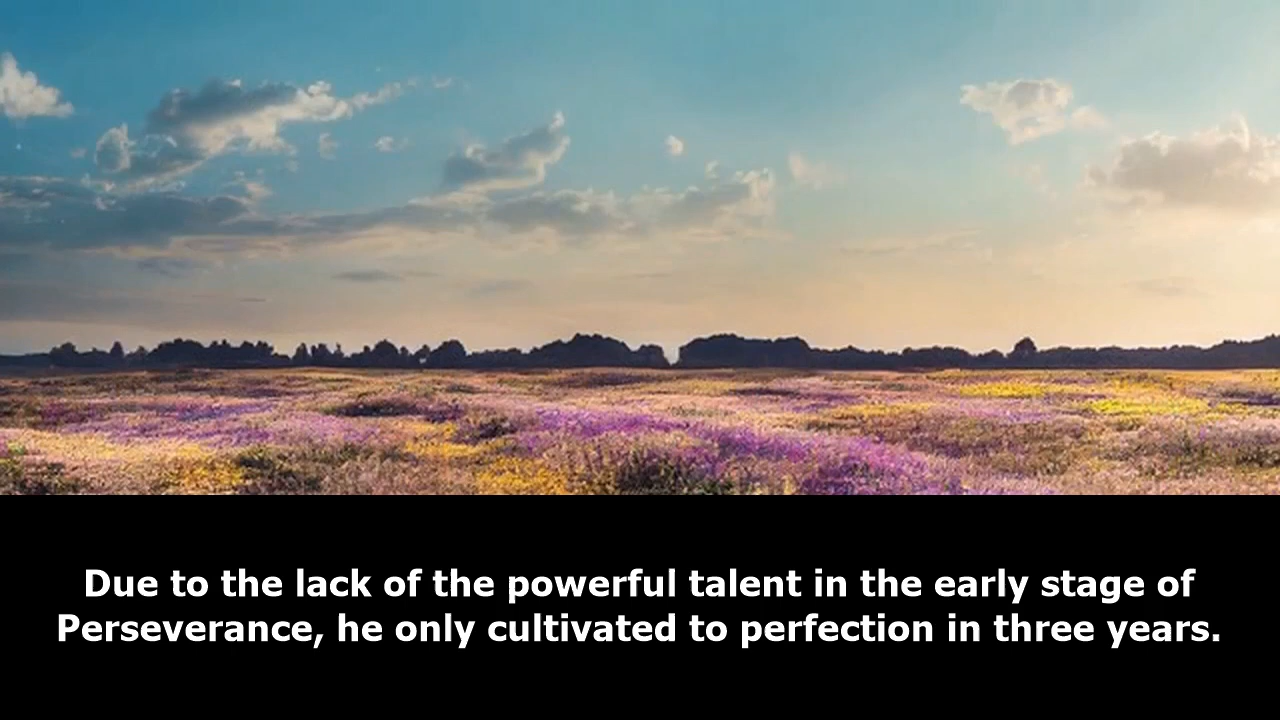 Due to the lack of the powerful talent in the early stage of
Perseverance, he only cultivated to perfection in three years.